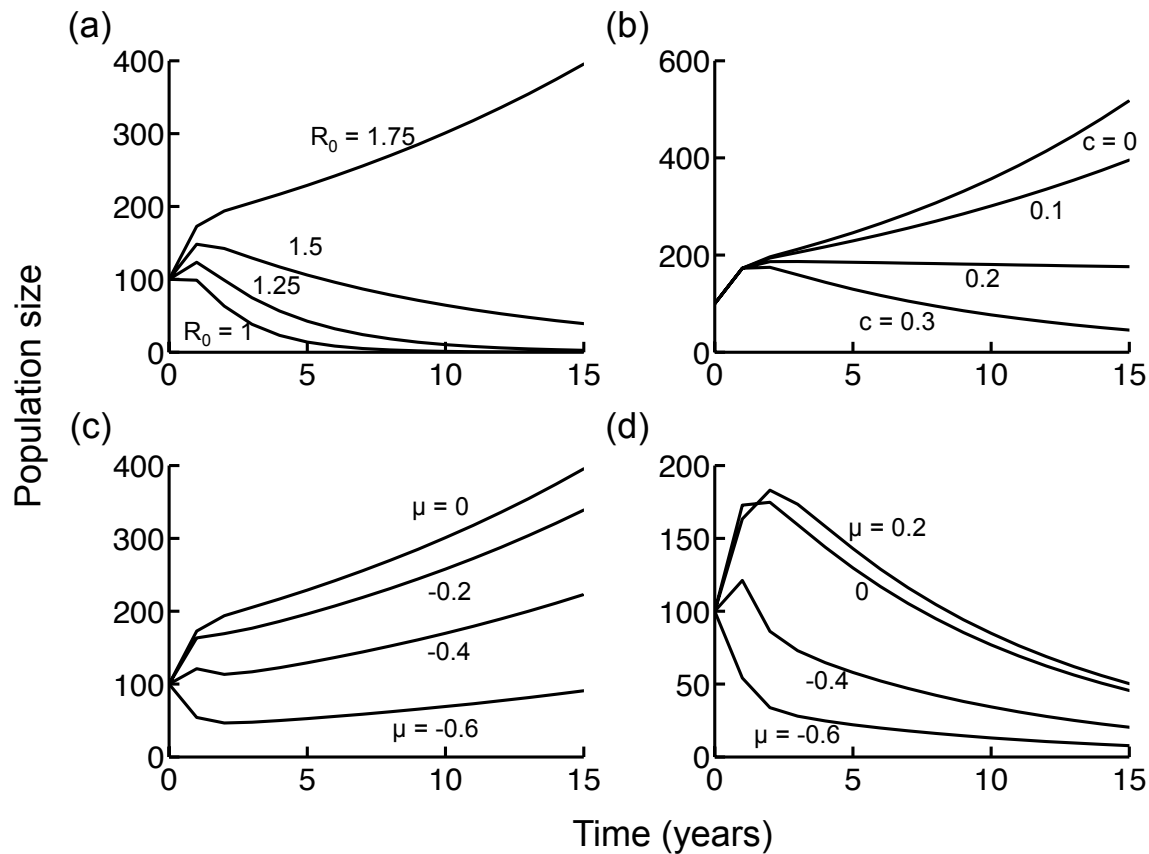 (a)
400
300
200
100
0
R₀ = 1.75
1.5
1.25
R₀ = 1
0 5 10 15
(b)
600
400
200
0
c = 0
0.1
0.2
c = 0.3
0 5 10 15
Population size
(c)
400
300
200
100
0
µ = 0
-0.2
-0.4
µ = -0.6
0 5 10 15
(d)
200
150
100
50
0
µ = 0.2
0
-0.4
µ = -0.6
0 5 10 15
Time (years)